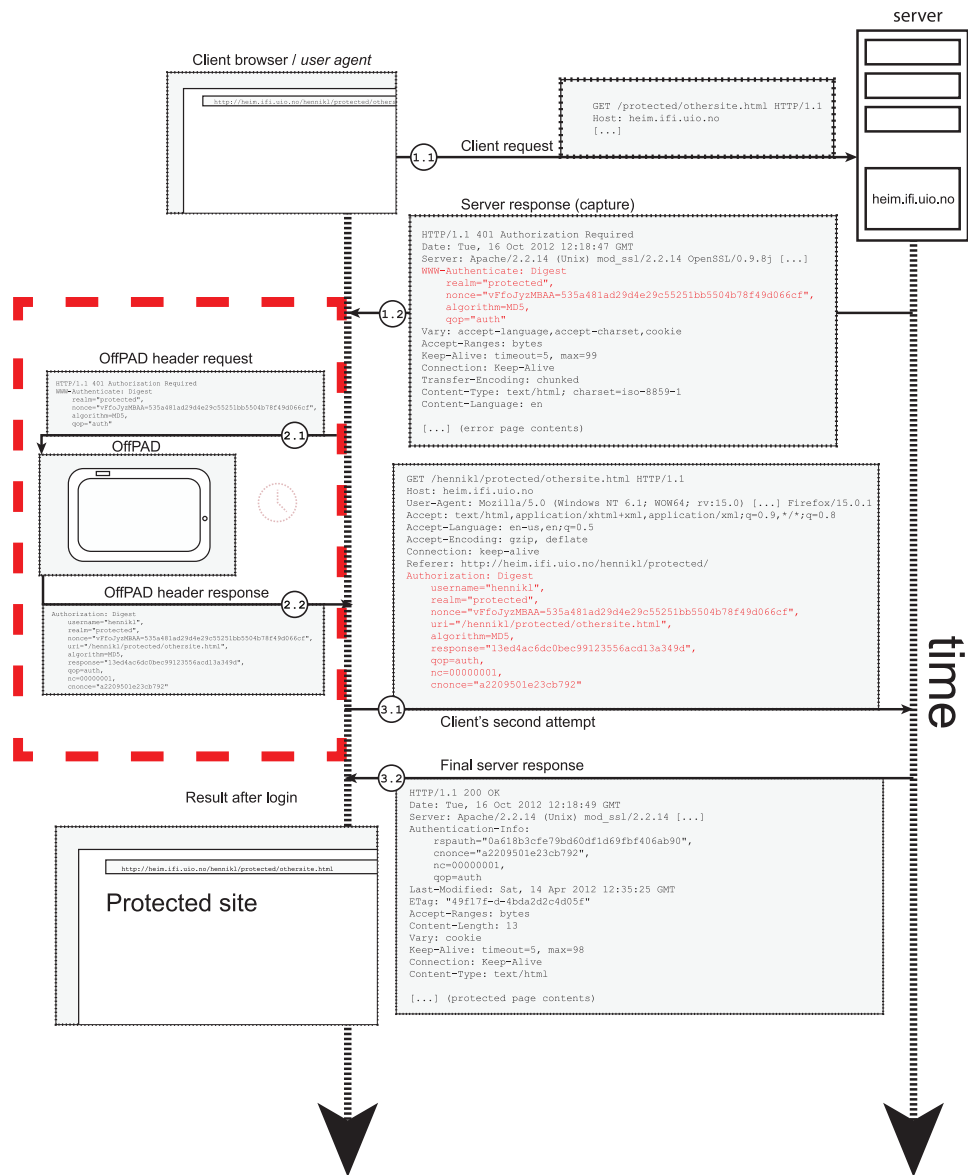 server
Client browser / user agent
http://heim.ifi.uio.no/hennikl/protected/others
GET /protected/othersite.html HTTP/1.1
Host: heim.ifi.uio.no
[...]
1.1
Client request
heim.ifi.uio.no
Server response (capture)
HTTP/1.1 401 Authorization Required
Date: Tue, 16 Oct 2012 12:18:47 GMT
Server: Apache/2.2.14 (Unix) mod_ssl/2.2.14 OpenSSL/0.9.8j [...]
WWW-Authenticate: Digest
realm="protected",
nonce="vFfoJyzMBAA=535a481ad29d4e29c55251bb5504b78f49d066cf",
algorithm=MD5,
qop="auth"
Vary: accept-language,accept-charset,cookie
Accept-Ranges: bytes
Keep-Alive: timeout=5, max=99
Connection: Keep-Alive
Transfer-Encoding: chunked
Content-Type: text/html; charset=iso-8859-1
Content-Language: en
[...] (error page contents)
1.2
OffPAD header request
HTTP/1.1 401 Authorization Required
WWW-Authenticate: Digest
realm="protected",
nonce="vFfoJyzMBAA=535a481ad29d4e29c55251bb5504b78f49d066cf",
algorithm=MD5,
qop="auth"
2.1
OffPAD
OffPAD header response
2.2
Authorization: Digest
username="hennikl",
realm="protected",
nonce="vFfoJyzMBAA=535a481ad29d4e29c55251bb5504b78f49d066cf",
uri="/hennikl/protected/othersite.html",
algorithm=MD5,
response="13ed4ac6dc0bec99123556acd13a349d",
qop=auth,
nc=00000001,
cnonce="a2209501e23cb792"
GET /hennikl/protected/othersite.html HTTP/1.1
Host: heim.ifi.uio.no
User-Agent: Mozilla/5.0 (Windows NT 6.1; WOW64; rv:15.0) [...] Firefox/15.0.1
Accept: text/html,application/xhtml+xml,application/xml;q=0.9,*/*;q=0.8
Accept-Language: en-us,en;q=0.5
Accept-Encoding: gzip, deflate
Connection: keep-alive
Referer: http://heim.ifi.uio.no/hennikl/protected/
Authorization: Digest
username="hennikl",
realm="protected",
nonce="vFfoJyzMBAA=535a481ad29d4e29c55251bb5504b78f49d066cf",
uri="/hennikl/protected/othersite.html",
algorithm=MD5,
response="13ed4ac6dc0bec99123556acd13a349d",
qop=auth,
nc=00000001,
cnonce="a2209501e23cb792"
3.1
Client's second attempt
time
Final server response
3.2
HTTP/1.1 200 OK
Date: Tue, 16 Oct 2012 12:18:49 GMT
Server: Apache/2.2.14 (Unix) mod_ssl/2.2.14 [...]
Authentication-Info:
rspauth="0a618b3cfe79bd60df1d69fbf406ab90",
cnonce="a2209501e23cb792",
nc=00000001,
qop=auth
Last-Modified: Sat, 14 Apr 2012 12:35:25 GMT
ETag: "49f17f-d-4bda2d2c4d05f"
Accept-Ranges: bytes
Content-Length: 13
Vary: cookie
Keep-Alive: timeout=5, max=98
Connection: Keep-Alive
Content-Type: text/html
[...] (protected page contents)
Result after login
http://heim.ifi.uio.no/hennikl/protected/othersite.html
Protected site